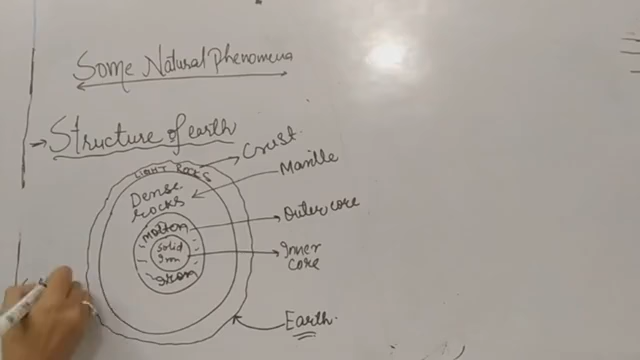 Some Natural Phenomena
Structure of earth
Crust
LIGHT ROCKS
Mantle
Dense
rocks
Outer core
Molten
Solid
Iron
Inner
core
Iron
Earth